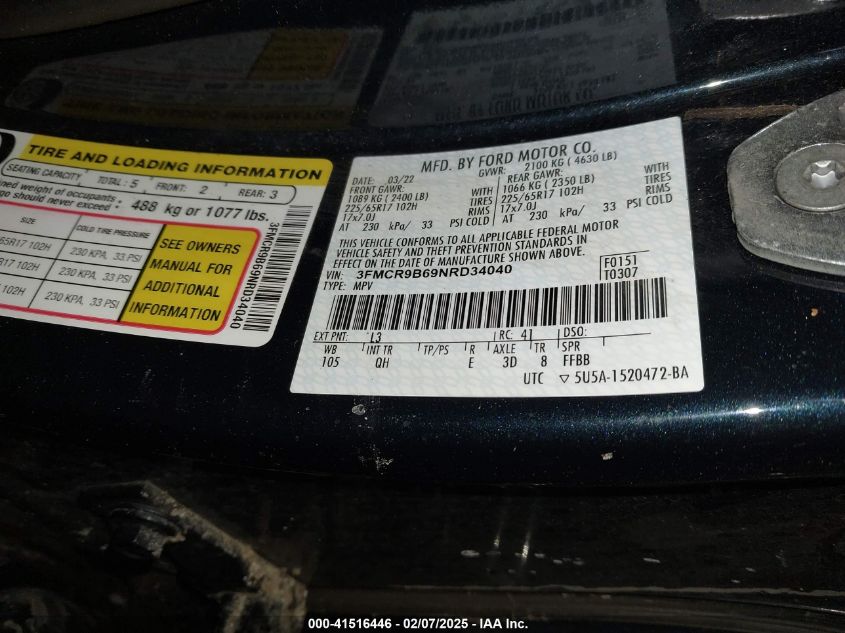 TIRE AND LOADING INFORMATION
SEATING CAPACITY TOTAL: 5 FRONT: 2 REAR: 3
ned weight of occupants
go should never exceed: 488 kg or 1077 lbs.
SIZE COLD TIRE PRESSURE
65R17 102H 230 KPA, 33 PSI
R17 102H 230 KPA, 33 PSI
17 102H 230 KPA, 33 PSI
SEE OWNERS
MANUAL FOR
ADDITIONAL
INFORMATION
3FMCR9B69NRD34040
MFD. BY FORD MOTOR CO.
DATE: 03/22 GVWR: 2100 KG ( 4630 LB)
FRONT GAWR: REAR GAWR:
1089 KG ( 2400 LB) WITH 1066 KG ( 2350 LB) WITH
225/65R17 102H TIRES 225/65R17 102H TIRES
17x7.0J RIMS 17x7.0J RIMS
AT 230 kPa/ 33 PSI COLD AT 230 kPa/ 33 PSI COLD
THIS VEHICLE CONFORMS TO ALL APPLICABLE FEDERAL MOTOR
VEHICLE SAFETY AND THEFT PREVENTION STANDARDS IN
EFFECT ON THE DATE OF MANUFACTURE SHOWN ABOVE.
VIN: 3FMCR9B69NRD34040 F0151
TYPE: MPV T0307
EXT PNT: L3 RC: 41 DSO:
WB INT TR TP/PS R AXLE TR SPR
105 QH E 3D 8 FFBB
UTC ▽ 5U5A-1520472-BA
000-41516446 - 02/07/2025 - IAA Inc.